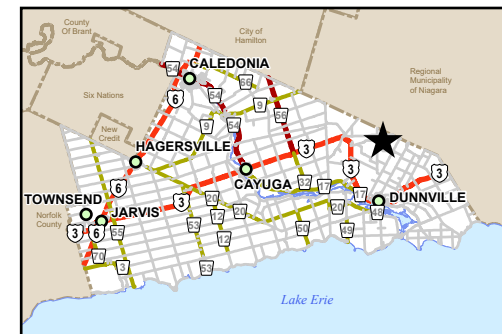 County
Of Brant
City of
Hamilton
CALEDONIA
54
6
54
56
Six Nations
Regional
Municipality
of Niagara
9
9
54
56
New
Credit
HAGERSVILLE
3
3
3
6
CAYUGA
32
17
17
DUNNVILLE
TOWNSEND
3
20
20
48
Norfolk
County
JARVIS
12
20
3
6
55
53
12
50
49
70
3
53
Lake Erie